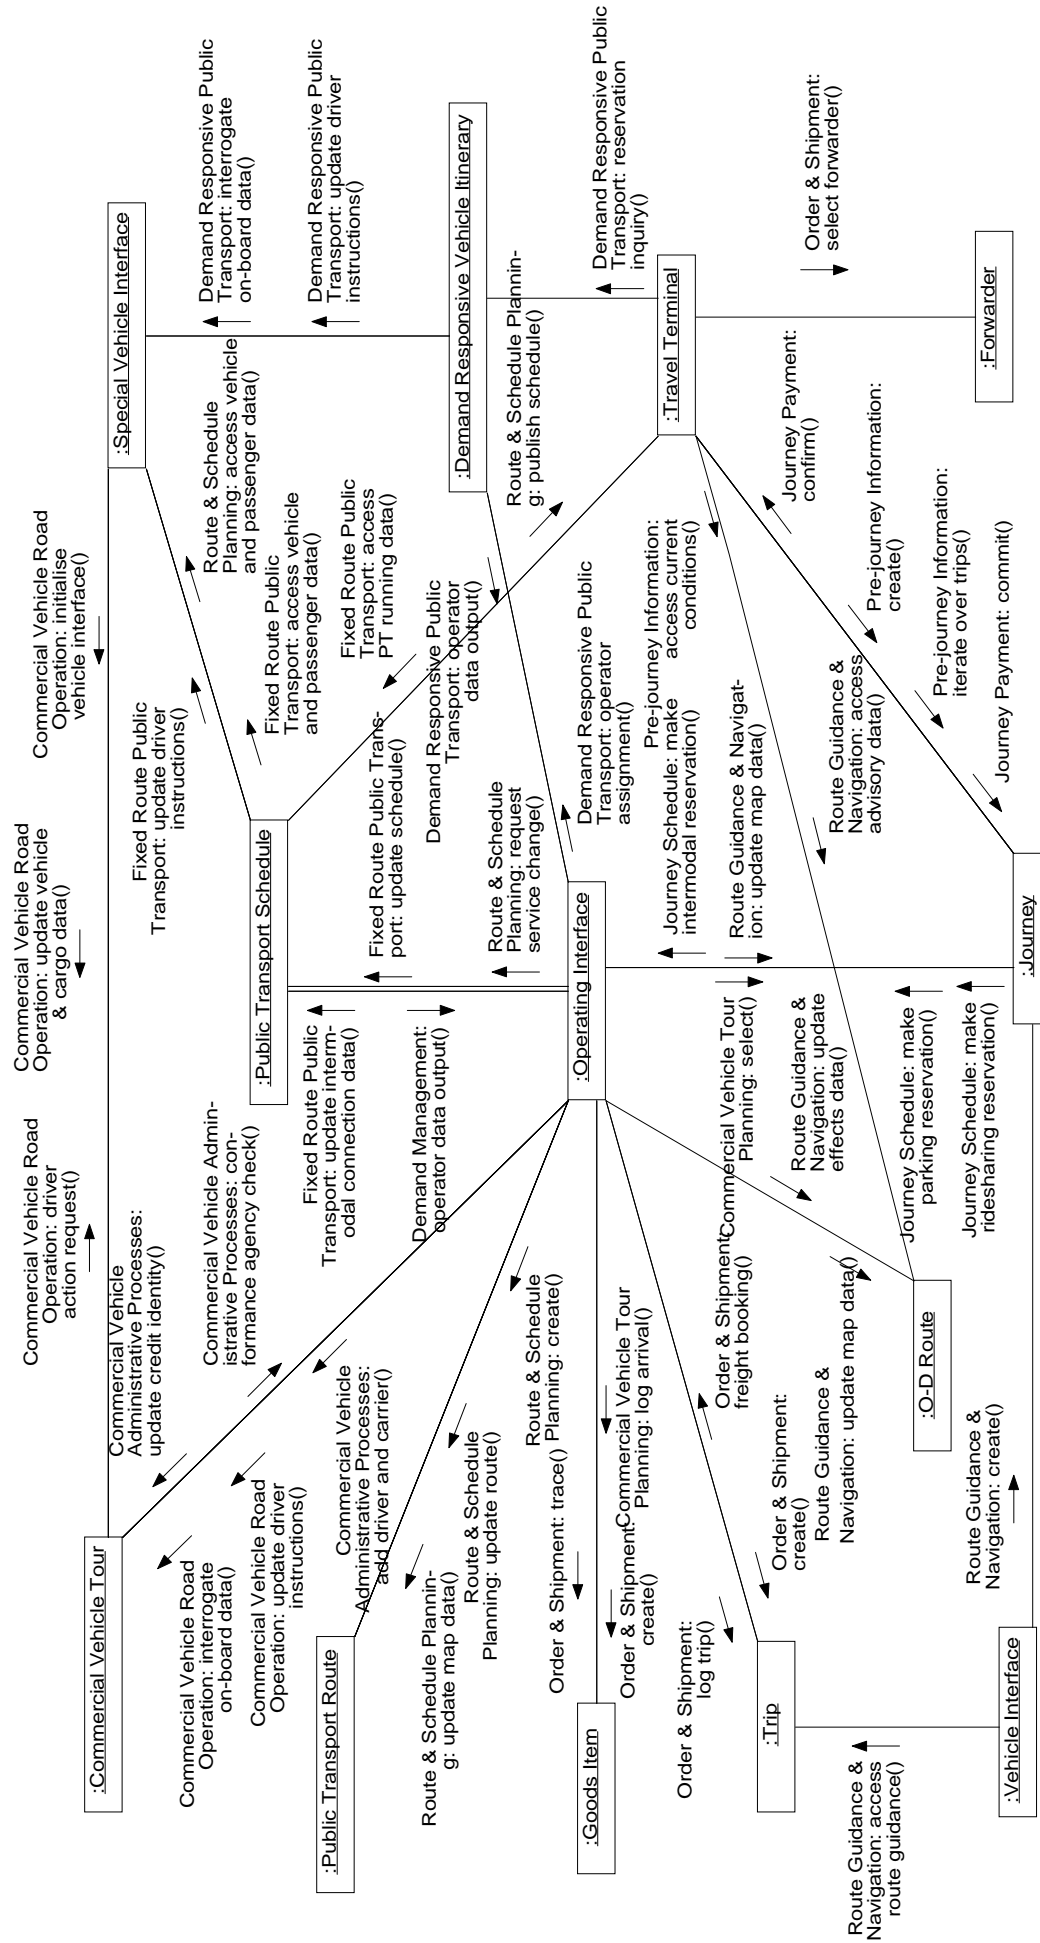 Commercial Vehicle Road
Operation: driver
action request()
Commercial Vehicle Road
Operation: update vehicle
& cargo data()
Commercial Vehicle Road
Operation: initialise
vehicle interface()
:Commercial Vehicle Tour
:Special Vehicle Interface
Commercial Vehicle
Administrative Processes:
update credit identity()
Fixed Route Public
Transport: update driver
instructions()
Route & Schedule
Planning: access vehicle
and passenger data()
Demand Responsive Public
Transport: interrogate
on-board data()
Commercial Vehicle Road
Operation: interrogate
on-board data()
Commercial Vehicle Admin-
istrative Processes: con-
formance agency check()
Fixed Route Public
Transport: access vehicle
and passenger data()
Demand Responsive Public
Transport: update driver
instructions()
Commercial Vehicle Road
Operation: update driver
instructions()
:Public Transport Schedule
Fixed Route Public
Transport: access
PT running data()
Commercial Vehicle
Administrative Processes:
add driver and carrier()
Fixed Route Public
Transport: update interm-
odal connection data()
Fixed Route Public Trans-
port: update schedule()
:Public Transport Route
Demand Management:
operator data output()
Demand Responsive Public
Transport: operator
data output()
:Demand Responsive Vehicle Itinerary
Route & Schedule Plannin-
g: update map data()
Route & Schedule
Planning: update route()
Route & Schedule
Planning: request
service change()
Route & Schedule Plannin-
g: publish schedule()
Route & Schedule
Planning: create()
Order & Shipment: trace()
:Operating Interface
Demand Responsive Public
Transport: operator
assignment()
Demand Responsive Public
Transport: reservation
inquiry()
:Goods Item
Order & Shipment:
create()
Commercial Vehicle Tour
Planning: log arrival()
Pre-journey Information:
access current
conditions()
Journey Schedule: make
intermodal reservation()
:Travel Terminal
Order & Shipment:
log trip()
Order & Shipment:
freight booking()
Commercial Vehicle Tour
Planning: select()
Route Guidance & Navigat-
ion: update map data()
:Trip
Order & Shipment:
create()
Route Guidance &
Navigation: update
effects data()
Journey Payment:
confirm()
Order & Shipment:
select forwarder()
Route Guidance &
Navigation: update map data()
Route Guidance &
Navigation: access
advisory data()
Pre-journey Information:
create()
Route Guidance &
Navigation: access
route guidance()
:O-D Route
Journey Schedule: make
parking reservation()
Pre-journey Information:
iterate over trips()
Route Guidance &
Navigation: create()
Journey Schedule: make
ridesharing reservation()
Journey Payment: commit()
:Forwarder
:Vehicle Interface
:Journey